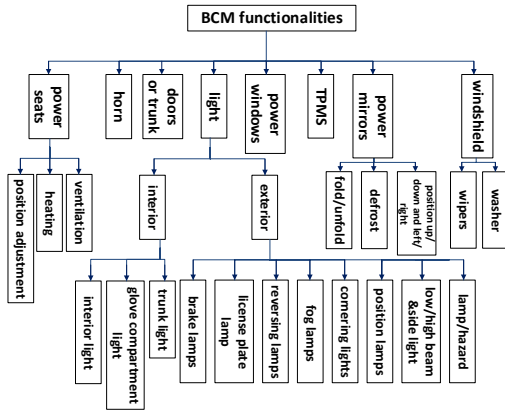 BCM functionalities
power
seats
horn
doors
or trunk
light
power
windows
TPMS
power
mirrors
windshield
position adjustment
heating
ventilation
interior
exterior
fold/unfold
defrost
position up/
down and left/
right
wipers
washer
interior light
glove compartment
light
trunk light
brake lamps
license plate
lamp
reversing lamps
fog lamps
cornering lights
position lamps
low/high beam
&side light
lamp/hazard